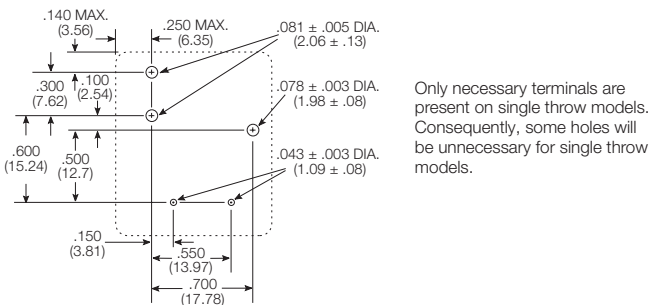 .140 MAX.
(3.56)
.250 MAX.
(6.35)
.081 ± .005 DIA.
(2.06 ± .13)
.300
(7.62)
.100
(2.54)
.078 ± .003 DIA.
(1.98 ± .08)
.600
(15.24)
.500
(12.7)
.043 ± .003 DIA.
(1.09 ± .08)
.150
(3.81)
.550
(13.97)
.700
(17.78)
Only necessary terminals are
present on single throw models.
Consequently, some holes will
be unnecessary for single throw
models.